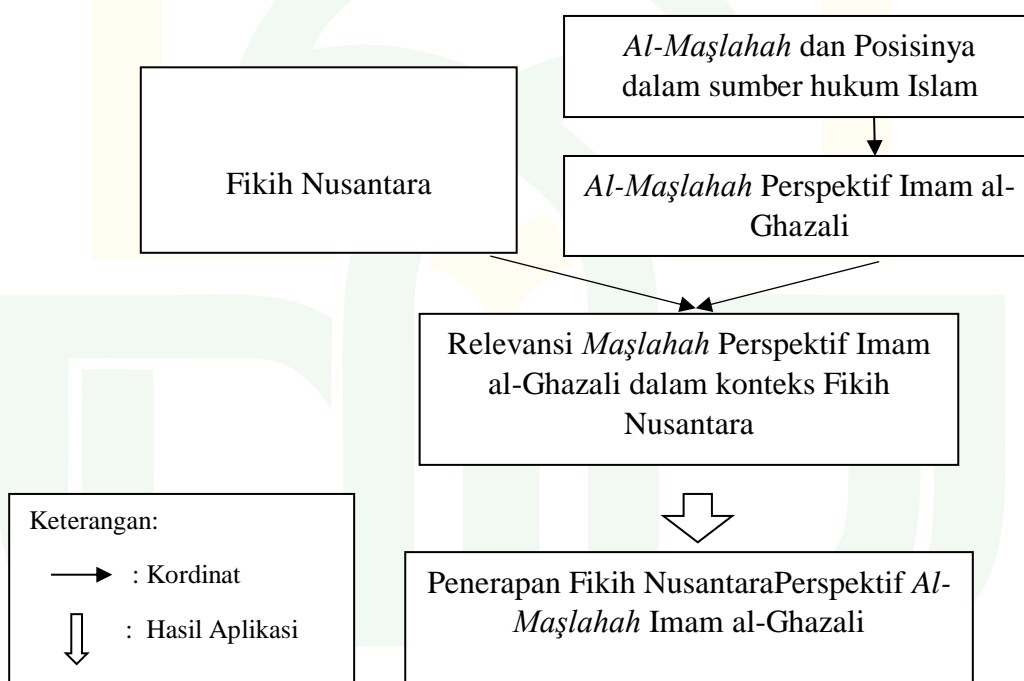 Al-Maşlahah dan Posisinya
dalam sumber hukum Islam
Fikih Nusantara
Al-Maşlahah Perspektif Imam al-
Ghazali
Relevansi Maşlahah Perspektif Imam
al-Ghazali dalam konteks Fikih
Nusantara
Keterangan:
: Kordinat
: Hasil Aplikasi
Penerapan Fikih NusantaraPerspektif Al-
Maşlahah Imam al-Ghazali